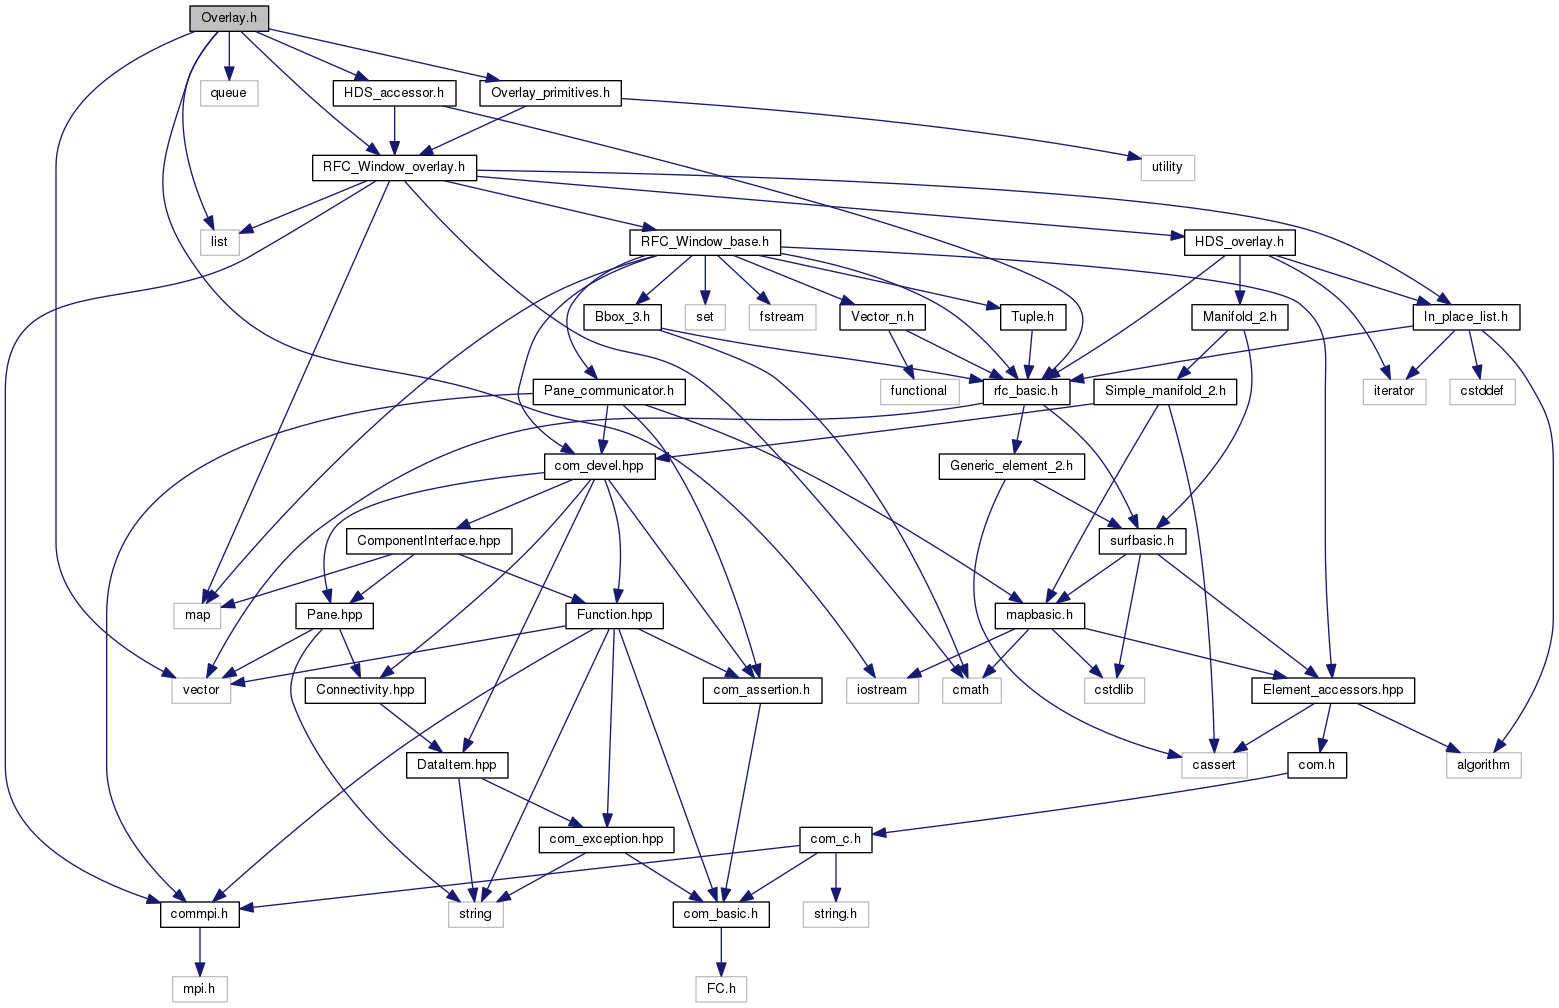 Overlay.h
queue
HDS_accessor.h
Overlay_primitives.h
RFC_Window_overlay.h
utility
list
RFC_Window_base.h
HDS_overlay.h
Bbox_3.h
set
fstream
Vector_n.h
Tuple.h
Manifold_2.h
In_place_list.h
Pane_communicator.h
functional
rfc_basic.h
Simple_manifold_2.h
iterator
cstddef
com_devel.hpp
Generic_element_2.h
ComponentInterface.hpp
surfbasic.h
map
Pane.hpp
Function.hpp
mapbasic.h
vector
Connectivity.hpp
com_assertion.h
iostream
cmath
cstdlib
Element_accessors.hpp
DataItem.hpp
cassert
com.h
algorithm
com_exception.hpp
com_c.h
commpi.h
string
com_basic.h
string.h
mpi.h
FC.h